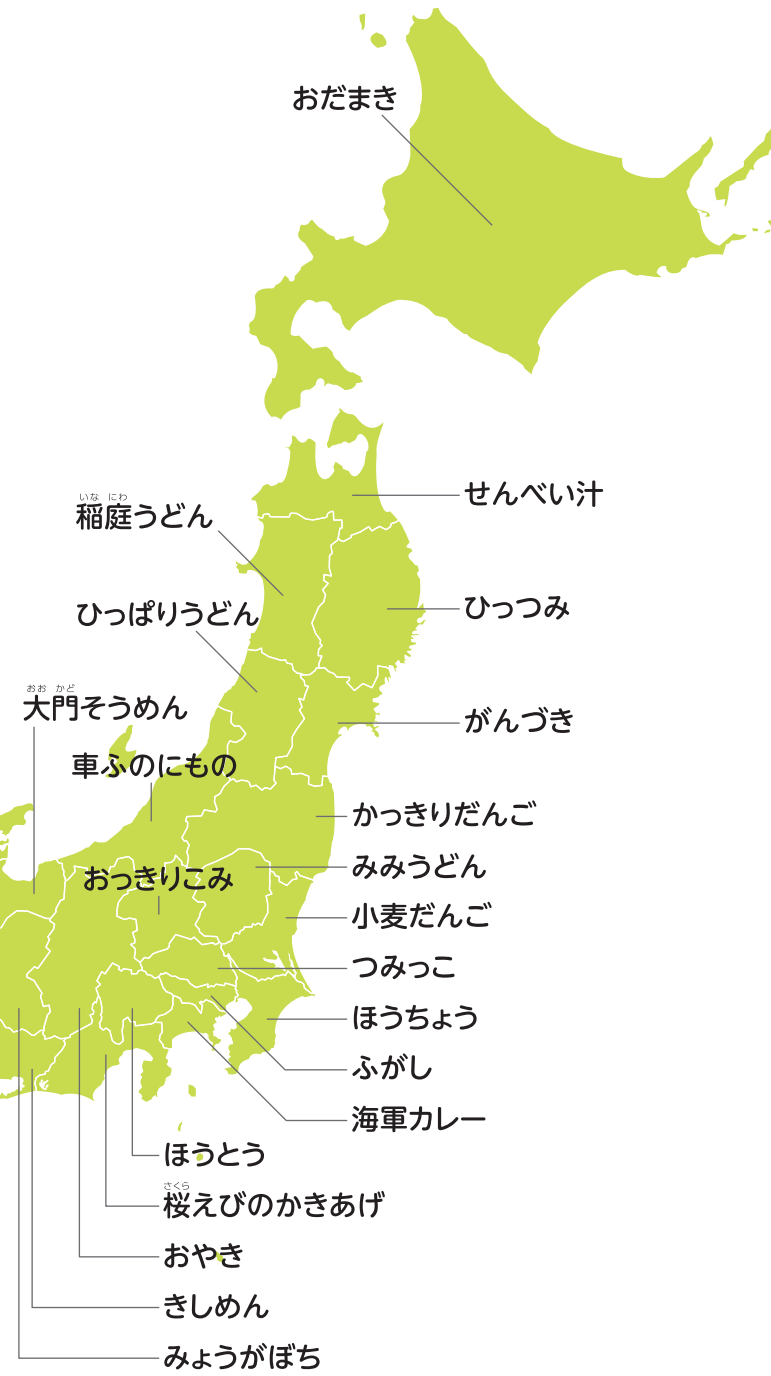 おだまき
せんべい汁
いな にわ
稲庭うどん
ひっつみ
ひっぱりうどん
おお かど
大門そうめん
がんづき
車ふのにもの
かっきりだんご
みみうどん
おっきりこみ
小麦だんご
つみっこ
ほうちょう
ふがし
海軍カレー
ほうとう
さくら
桜えびのかきあげ
おやき
きしめん
みょうがぼち